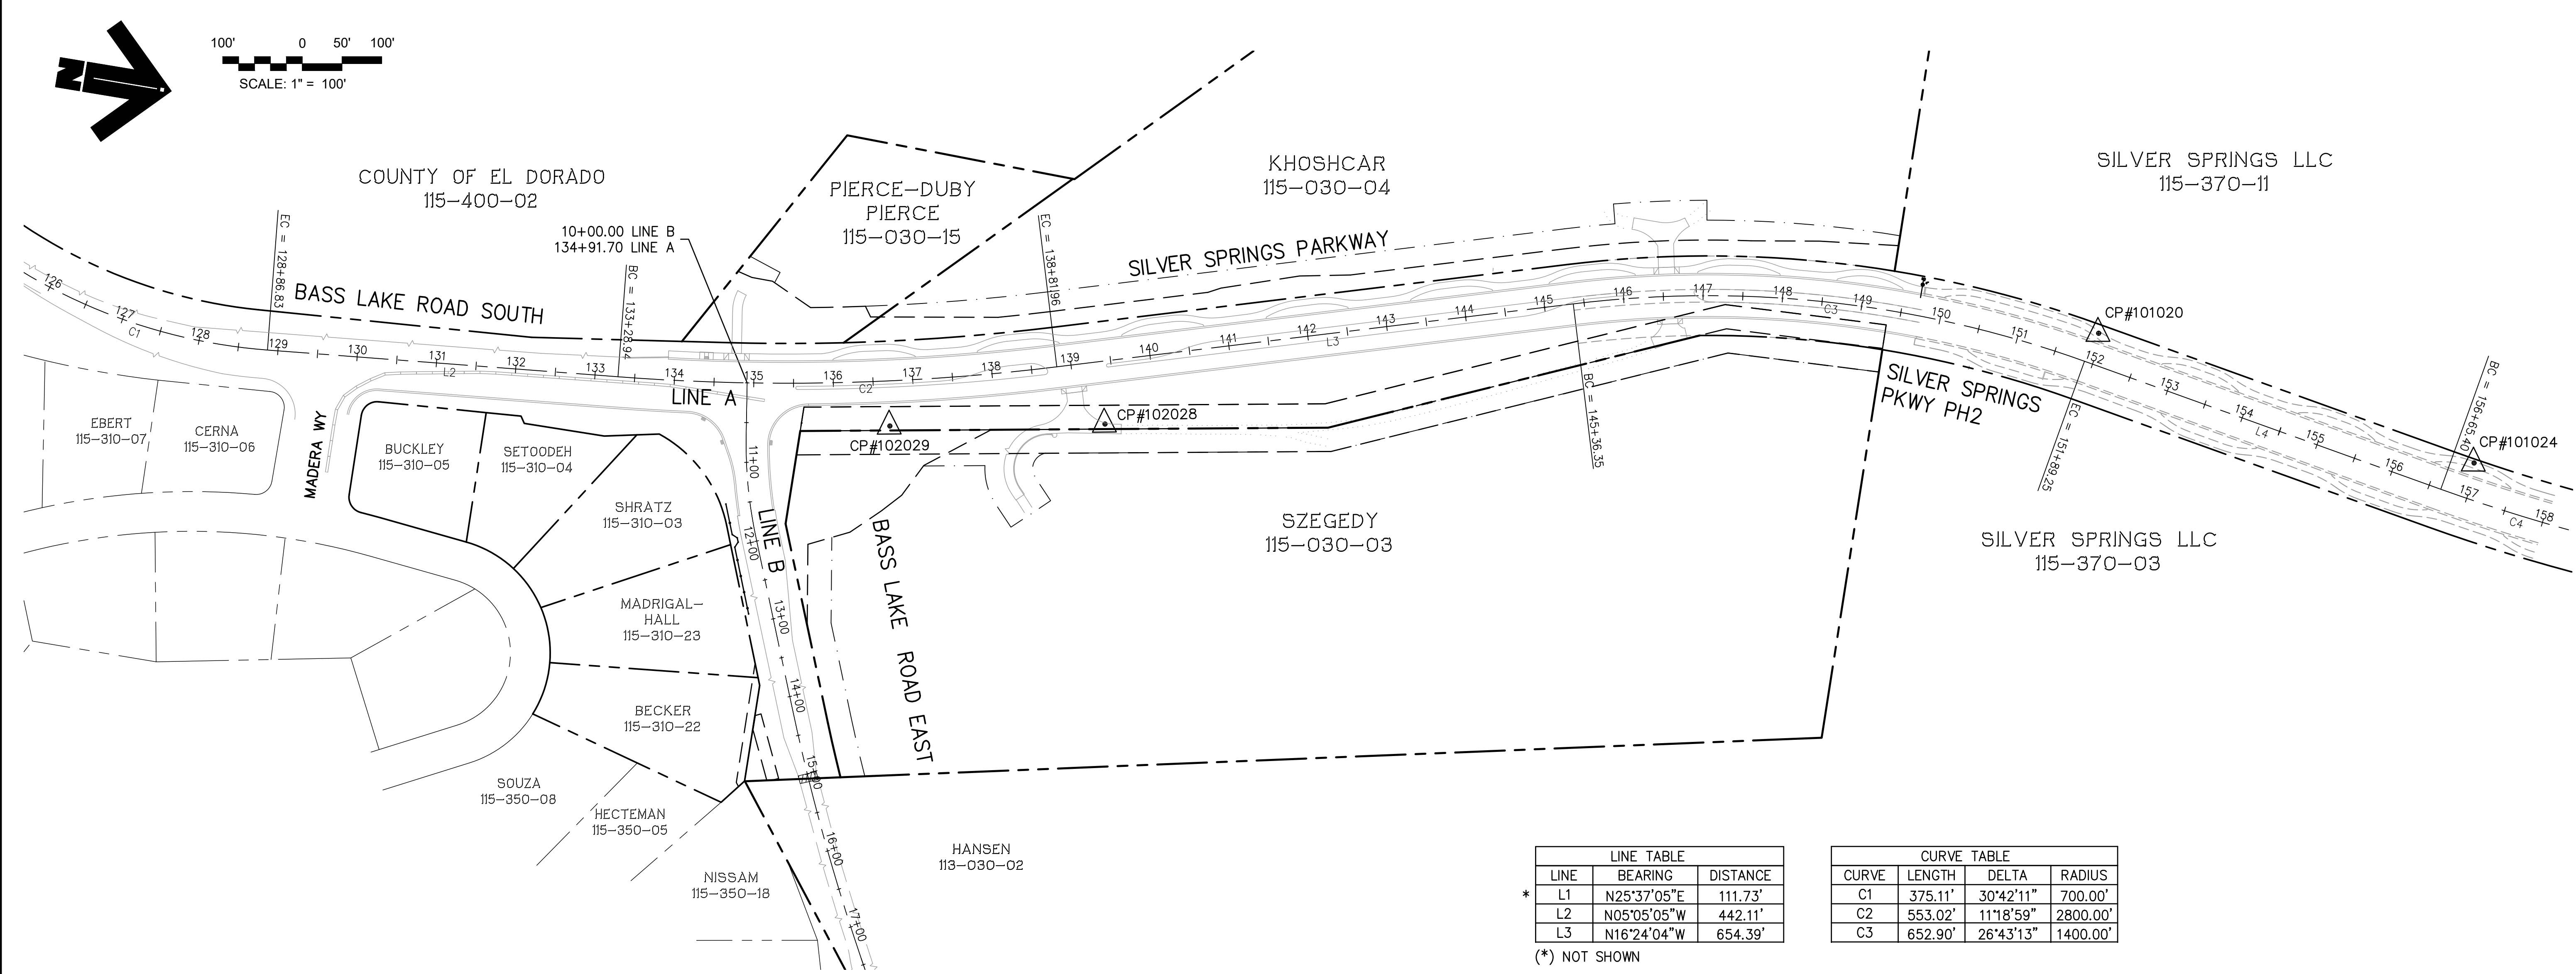 N
100' 0 50' 100'
SCALE: 1" = 100'
COUNTY OF EL DORADO
115-400-02
10+00.00 LINE B
134+91.70 LINE A
PIERCE-DUBY
PIERCE
115-030-15
KHOSHCAR
115-030-04
SILVER SPRINGS LLC
115-370-11
EC = 128+86.83
BASS LAKE ROAD SOUTH
BC = 133+28.94
EC = 138+81.96
SILVER SPRINGS PARKWAY
CP#101020
126 127 128 129 130 131 132 133 134 135 136 137 138 139 140 141 142 143 144 145 146 147 148 149 150 151 152 153 154 155 156 157 158
C1
L2
C2
L3
C3
L4
C4
LINE A
CP#102029
CP#102028
BC = 145+36.35
SILVER SPRINGS
PKWY PH2
EC = 151+89.25
BC = 156+65.40
CP#101024
EBERT
115-310-07
CERNA
115-310-06
MADERA WY
BUCKLEY
115-310-05
SETOODEH
115-310-04
SHRATZ
115-310-03
11+00
12+00
13+00
14+00
15+00
16+00
17+00
LINE B
BASS LAKE ROAD EAST
SZEGEDY
115-030-03
SILVER SPRINGS LLC
115-370-03
MADRIGAL-
HALL
115-310-23
BECKER
115-310-22
SOUZA
115-350-08
HECTEMAN
115-350-05
NISSAM
115-350-18
HANSEN
113-030-02
LINE TABLE
LINE BEARING DISTANCE
* L1 N25°37'05"E 111.73'
L2 N05°05'05"W 442.11'
L3 N16°24'04"W 654.39'
(*) NOT SHOWN
CURVE TABLE
CURVE LENGTH DELTA RADIUS
C1 375.11' 30°42'11" 700.00'
C2 553.02' 11°18'59" 2800.00'
C3 652.90' 26°43'13" 1400.00'